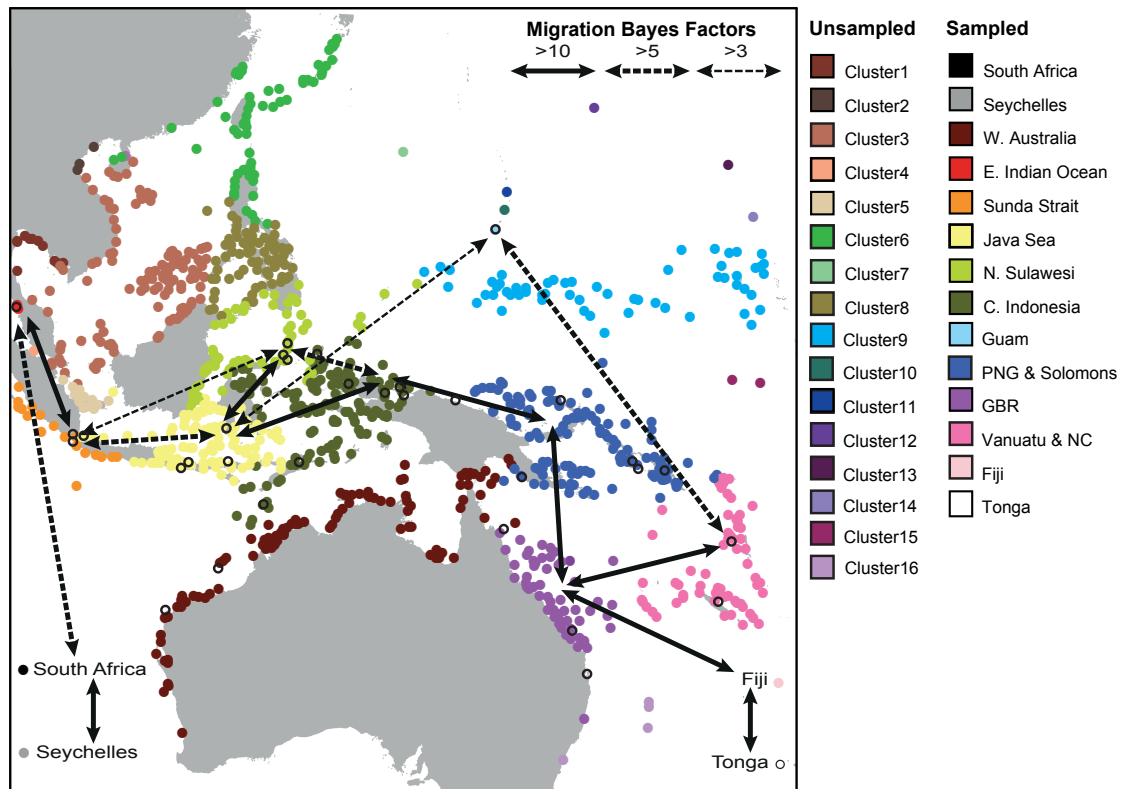 Migration Bayes Factors
>10 >5 >3
South Africa
Seychelles
Fiji
Tonga
Unsampled
Cluster1
Cluster2
Cluster3
Cluster4
Cluster5
Cluster6
Cluster7
Cluster8
Cluster9
Cluster10
Cluster11
Cluster12
Cluster13
Cluster14
Cluster15
Cluster16
Sampled
South Africa
Seychelles
W. Australia
E. Indian Ocean
Sunda Strait
Java Sea
N. Sulawesi
C. Indonesia
Guam
PNG & Solomons
GBR
Vanuatu & NC
Fiji
Tonga